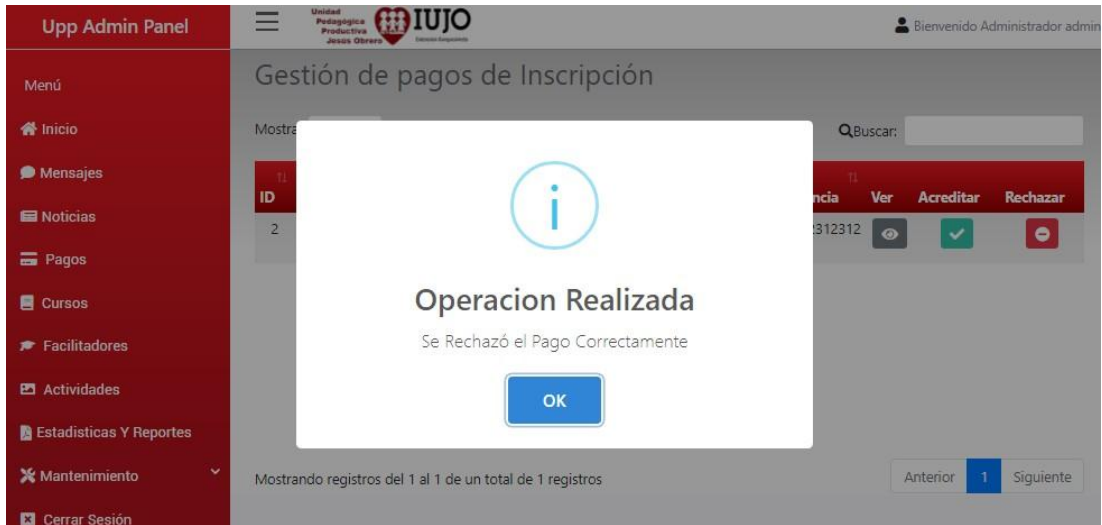 Upp Admin Panel
Unidad
Pedagógica
Productiva
Jesús Obrero
IUJO
Bienvenido Administrador admin
Menú
Inicio
Mensajes
Noticias
Pagos
Cursos
Facilitadores
Actividades
Estadisticas Y Reportes
Mantenimiento
Cerrar Sesión
Gestión de pagos de Inscripción
Mostra
Buscar:
ID
ncia
Ver
Acreditar
Rechazar
2
312312
Operacion Realizada
Se Rechazó el Pago Correctamente
OK
Mostrando registros del 1 al 1 de un total de 1 registros
Anterior
1
Siguiente